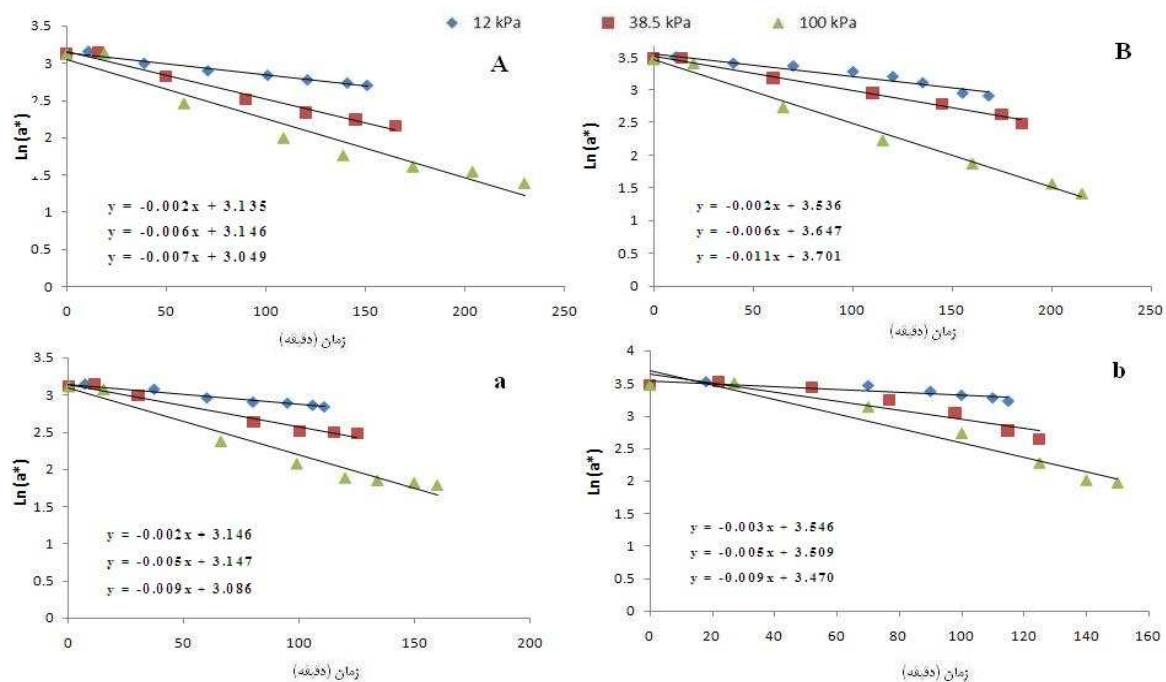 12 kPa 38.5 kPa 100 kPa
A
Ln (a*)
3.5
3
2.5
2
1.5
1
0.5
0
y = -0.002x + 3.135
y = -0.006x + 3.146
y = -0.007x + 3.049
0 50 100 150 200 250
زمان (دقیقه)
B
Ln (a*)
3.5
3.0
2.5
2.0
1.5
1
0.5
0
y = -0.002x + 3.536
y = -0.006x + 3.647
y = -0.011x + 3.701
0 50 100 150 200 250
زمان (دقیقه)
a
Ln (a*)
3.5
3
2.5
2
1.5
1
0.5
0
y = -0.002x + 3.146
y = -0.005x + 3.147
y = -0.009x + 3.086
0 50 100 150 200
زمان (دقیقه)
b
Ln (a*)
4
3.5
3
2.5
2
1.5
1
0.5
0
y = -0.003x + 3.546
y = -0.005x + 3.509
y = -0.009x + 3.470
0 20 40 60 80 100 120 140 160
زمان (دقیقه)